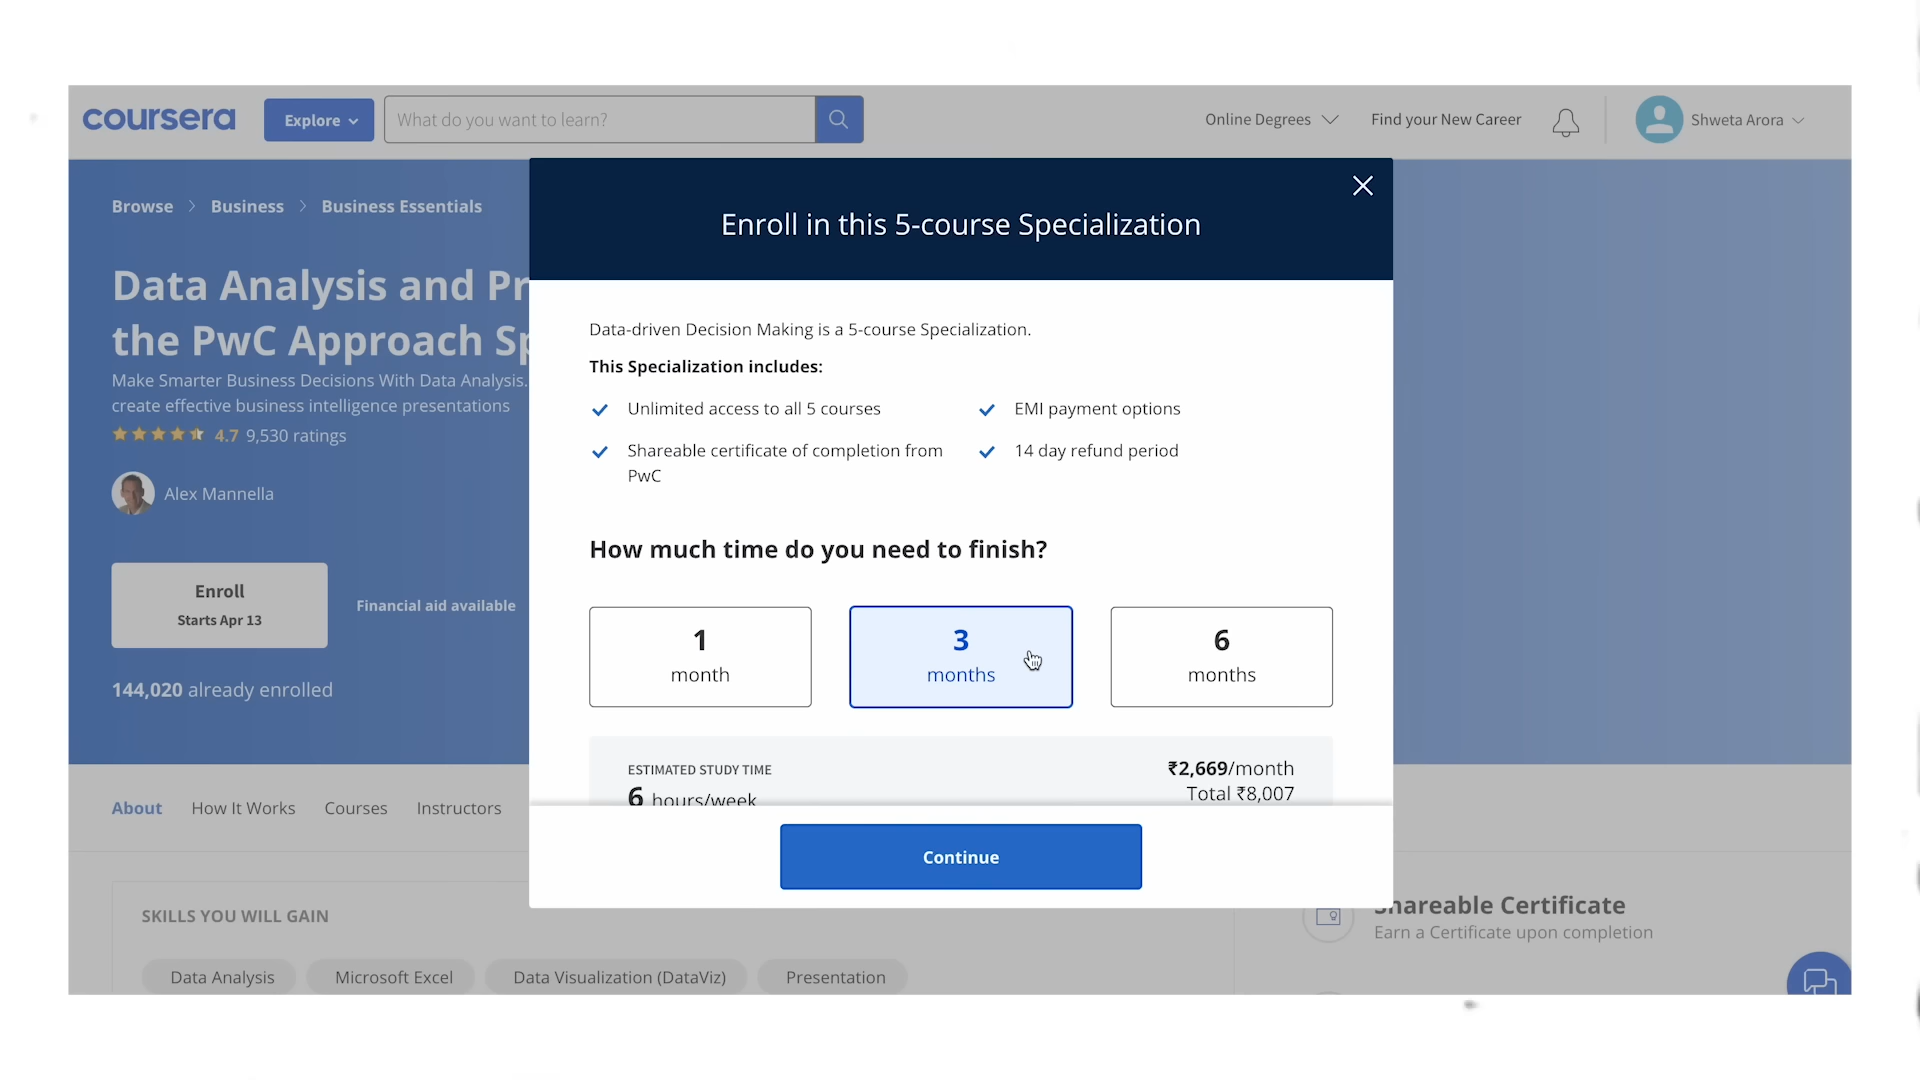 coursera
Explore
What do you want to learn?
Online Degrees
Find your New Career
Shweta Arora
Browse > Business > Business Essentials
Data Analysis and Pr
the PwC Approach Sp
Make Smarter Business Decisions With Data Analysis.
create effective business intelligence presentations
4.7 9,530 ratings
Alex Mannella
Enroll
Starts Apr 13
Financial aid available
144,020 already enrolled
Enroll in this 5-course Specialization
Data-driven Decision Making is a 5-course Specialization.
This Specialization includes:
Unlimited access to all 5 courses
EMI payment options
Shareable certificate of completion from
PwC
14 day refund period
How much time do you need to finish?
1
month
3
months
6
months
ESTIMATED STUDY TIME
6 hours/week
₹2,669/month
Total ₹8,007
Continue
About
How It Works
Courses
Instructors
SKILLS YOU WILL GAIN
Data Analysis
Microsoft Excel
Data Visualization (DataViz)
Presentation
Shareable Certificate
Earn a Certificate upon completion